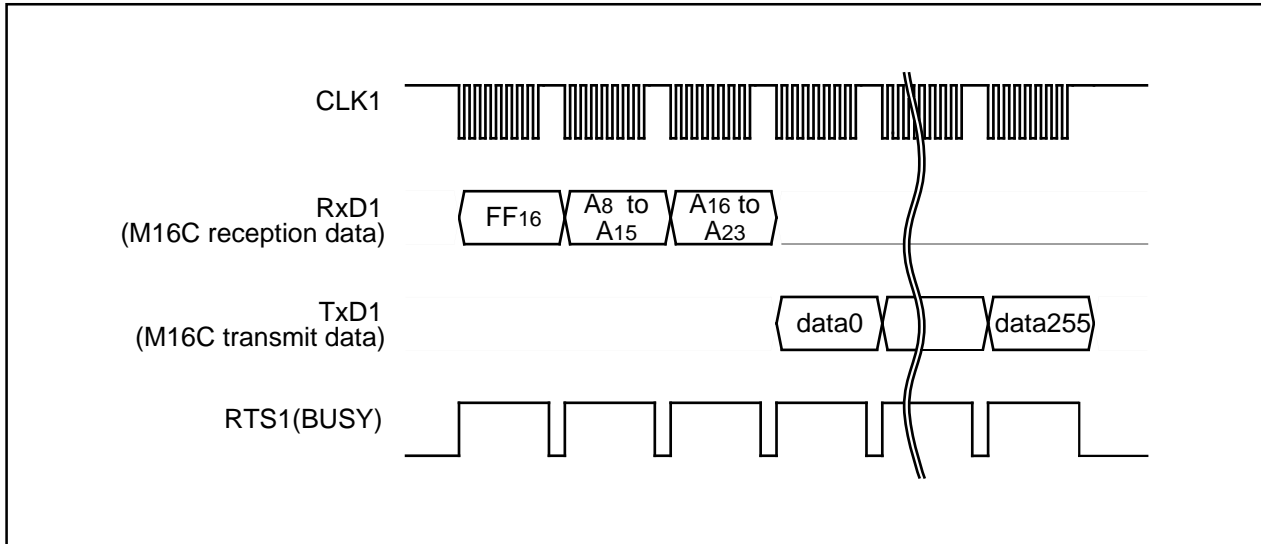 CLK1
RxD1
(M16C reception data)
FF16
A8 to
A15
A16 to
A23
TxD1
(M16C transmit data)
data0
data255
RTS1(BUSY)